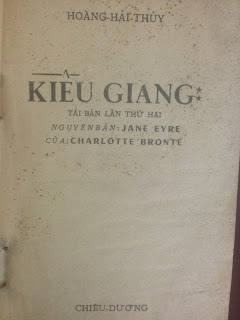 HOÀNG-HẢI-THỦY
KIỀU GIANG**
TÁI BẢN LẦN THỨ HAI
NGUYÊN BẢN: JANE EYRE
CỦA: CHARLOTTE BRONTË
CHIÊU-DƯƠNG